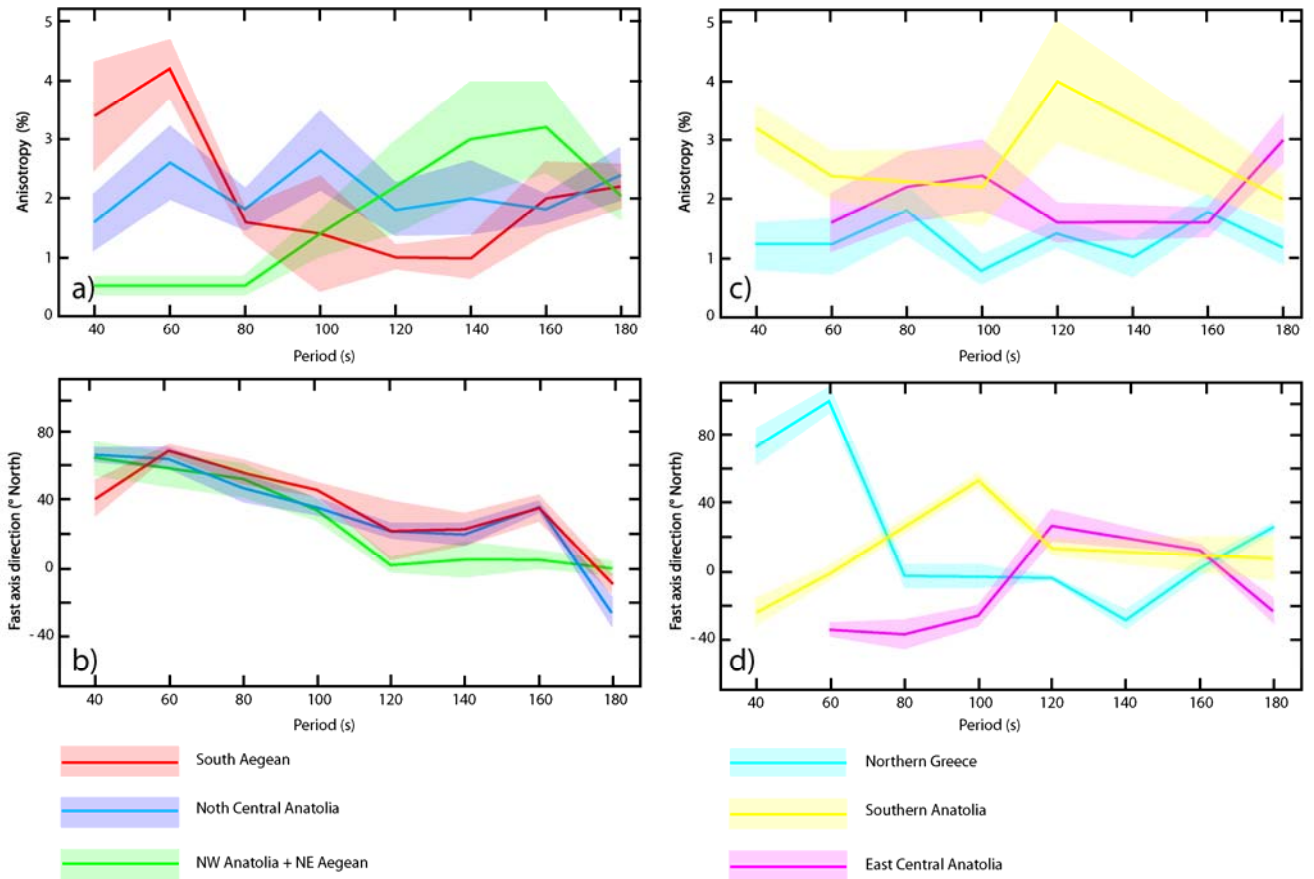 5
4
3
2
1
0
Anisotropy (%)
a)
40 60 80 100 120 140 160 180
Period (s)
80
40
0
- 40
Fast axis direction (° North)
b)
40 60 80 100 120 140 160 180
Period (s)
5
4
3
2
1
0
Anisotropy (%)
c)
40 60 80 100 120 140 160 180
Period (s)
80
40
0
- 40
Fast axis direction (° North)
d)
40 60 80 100 120 140 160 180
Period (s)
South Aegean
Noth Central Anatolia
NW Anatolia + NE Aegean
Northern Greece
Southern Anatolia
East Central Anatolia